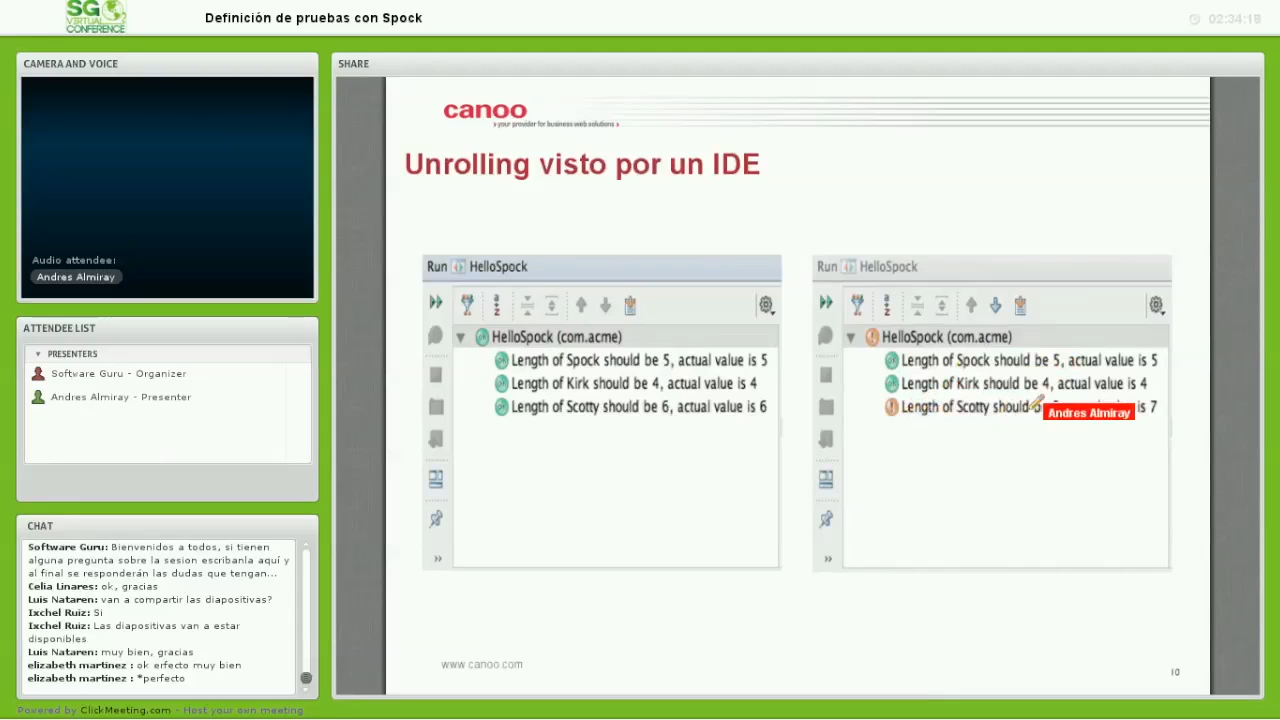 SG
VIRTUAL
CONFERENCE
Definición de pruebas con Spock
02:34:18
CAMERA AND VOICE
Audio attendee:
Andres Almiray
ATTENDEE LIST
PRESENTERS
Software Guru - Organizer
Andres Almiray - Presenter
CHAT
Software Guru: Bienvenidos a todos, si tienen
alguna pregunta sobre la sesion escribanla aquí y
al final se responderán las dudas que tengan...
Celia Linares: ok, gracias
Luis Nataren: van a compartir las diapositivas?
Ixchel Ruiz: Si
Ixchel Ruiz: Las diapositivas van a estar
disponibles
Luis Nataren: muy bien, gracias
elizabeth martinez : ok erfecto muy bien
elizabeth martinez : *perfecto
Powered by ClickMeeting.com - Host your own meeting
SHARE
canoo
your provider for business web solutions
Unrolling visto por un IDE
Run HelloSpock
HelloSpock (com.acme)
Length of Spock should be 5, actual value is 5
Length of Kirk should be 4, actual value is 4
Length of Scotty should be 6, actual value is 6
Run HelloSpock
HelloSpock (com.acme)
Length of Spock should be 5, actual value is 5
Length of Kirk should be 4, actual value is 4
Length of Scotty should is 7
Andres Almiray
www.canoo.com
10